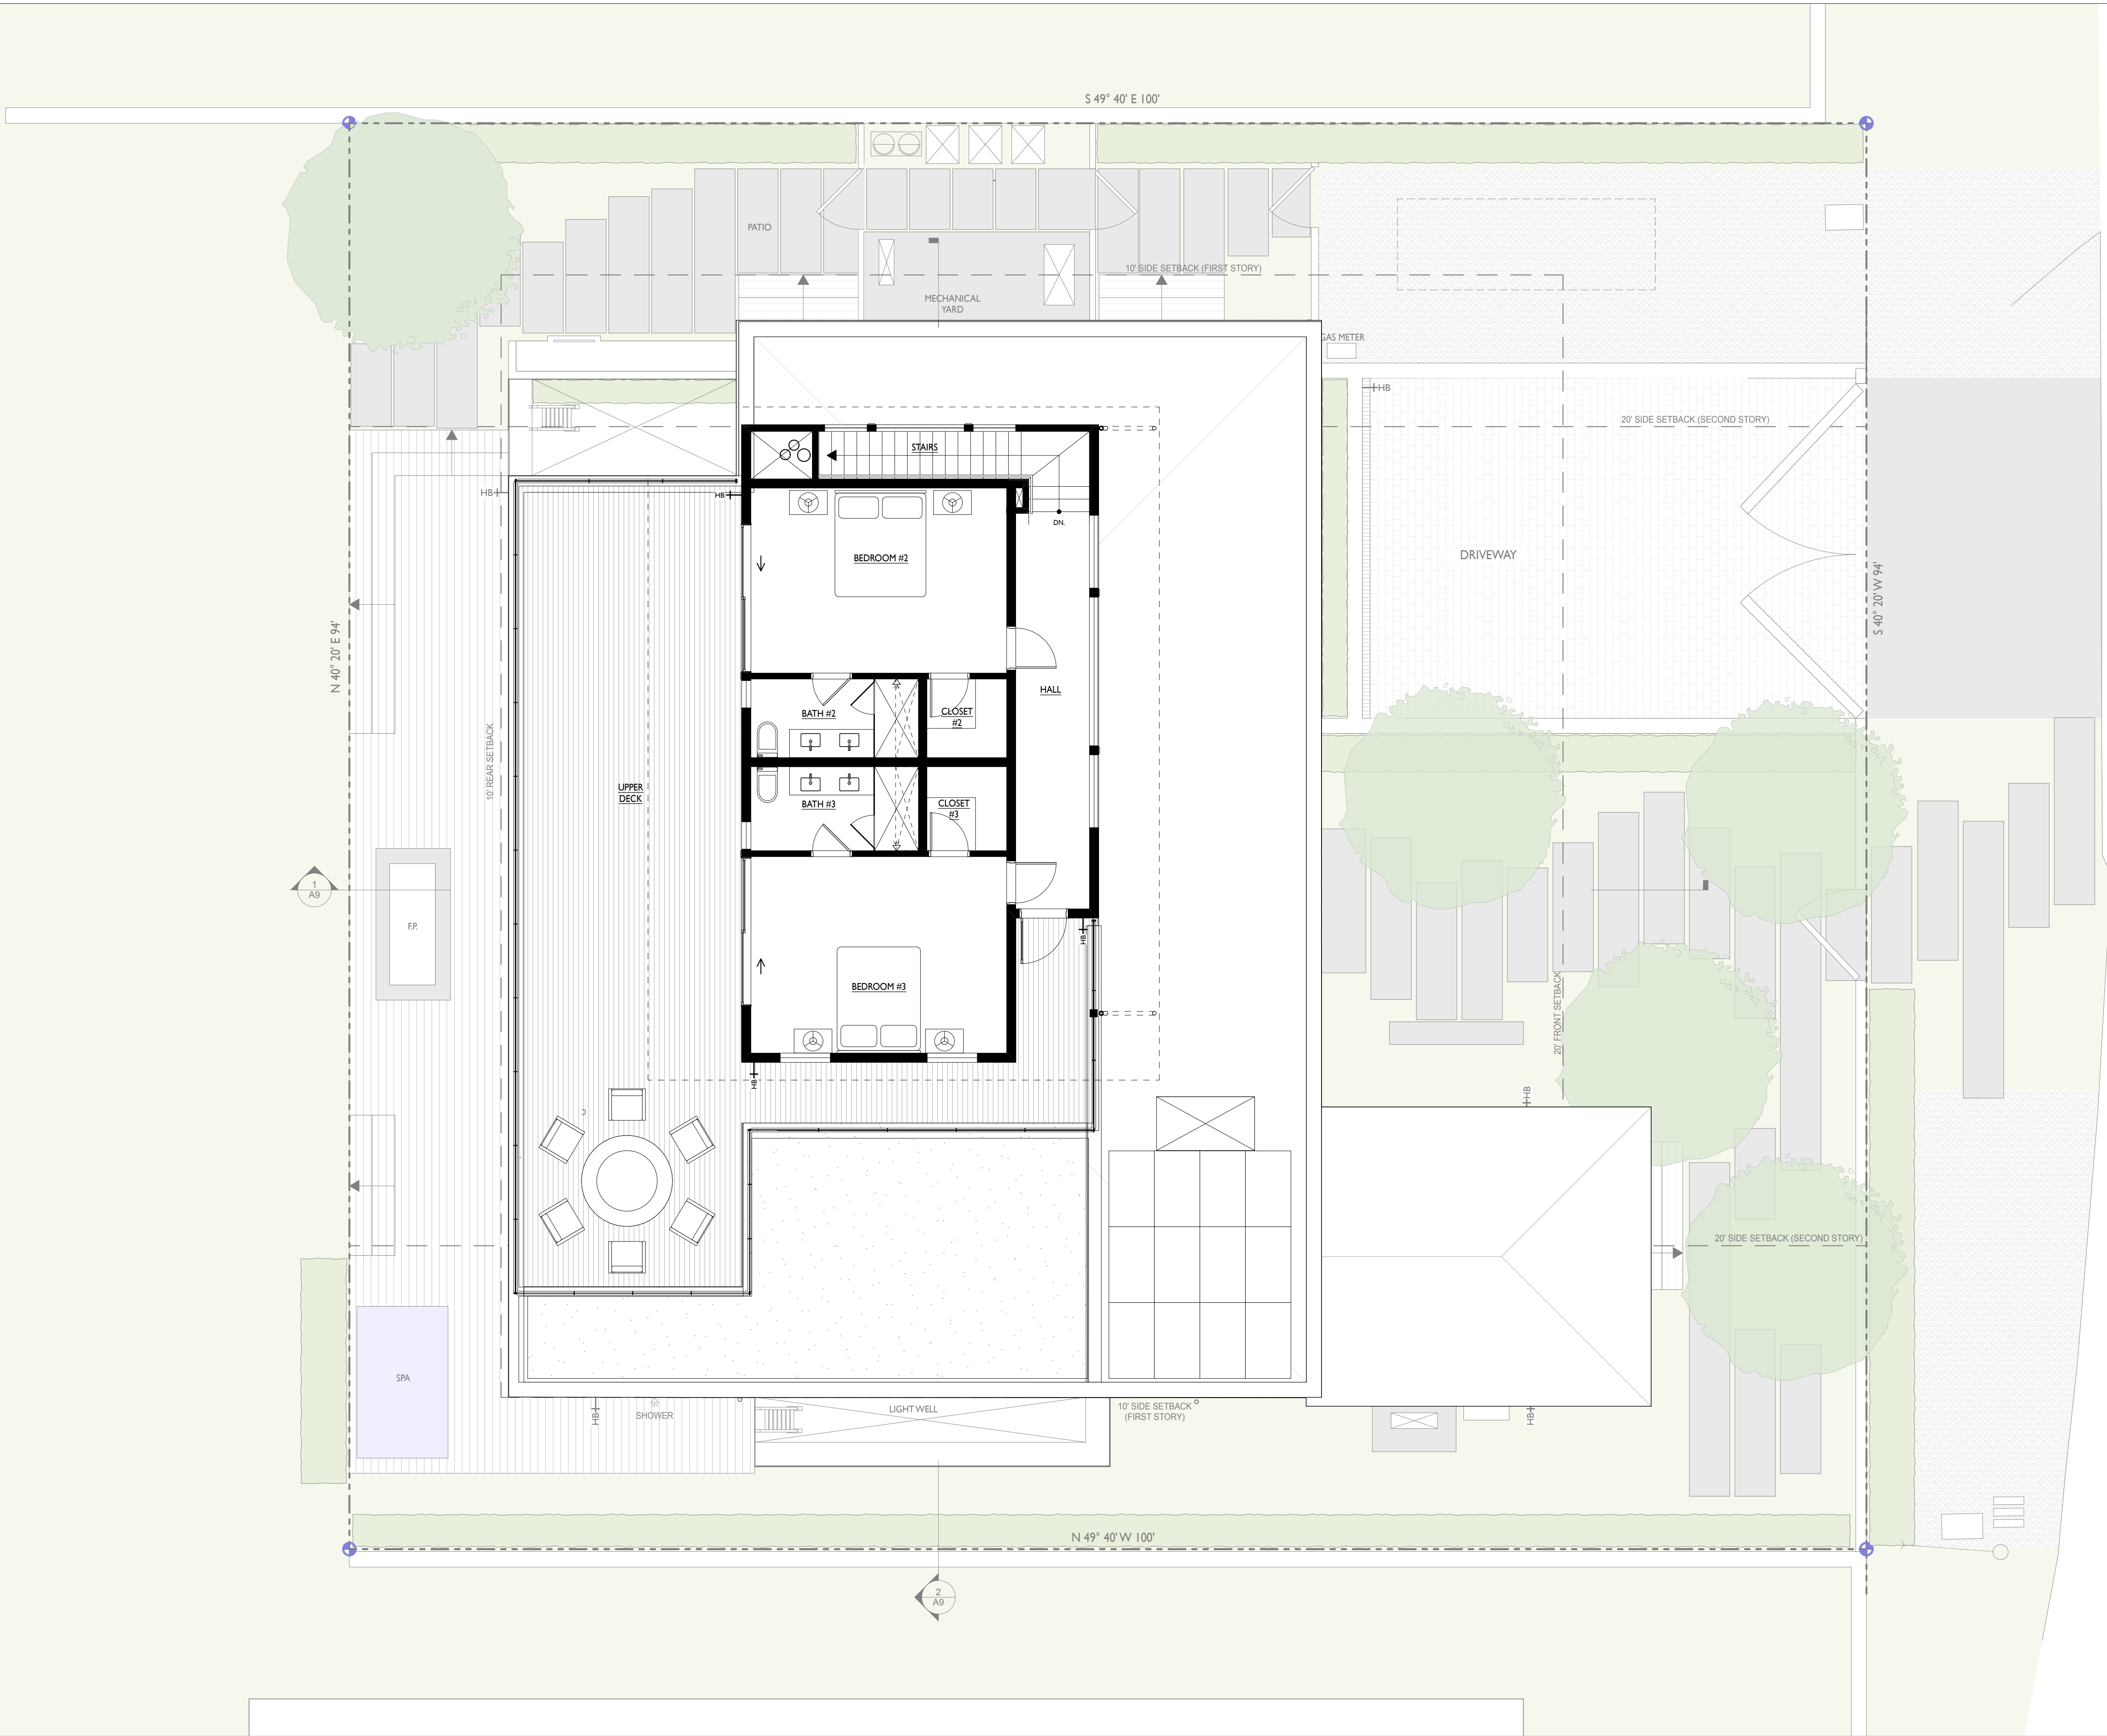 S 49° 40' E 100'
PATIO
10' SIDE SETBACK (FIRST STORY)
MECHANICAL
YARD
GAS METER
HB
20' SIDE SETBACK (SECOND STORY)
STAIRS
HB
HB
DN.
BEDROOM #2
DRIVEWAY
N 40° 20' E 94'
S 40° 20' W 94'
HALL
BATH #2
CLOSET
#2
10' REAR SETBACK
UPPER
DECK
BATH #3
CLOSET
#3
1
A9
F.P.
HB
BEDROOM #3
20' FRONT SETBACK
HB
HB
20' SIDE SETBACK (SECOND STORY)
SPA
HB
SHOWER
LIGHT WELL
10' SIDE SETBACK
(FIRST STORY)
HB
N 49° 40' W 100'
2
A9